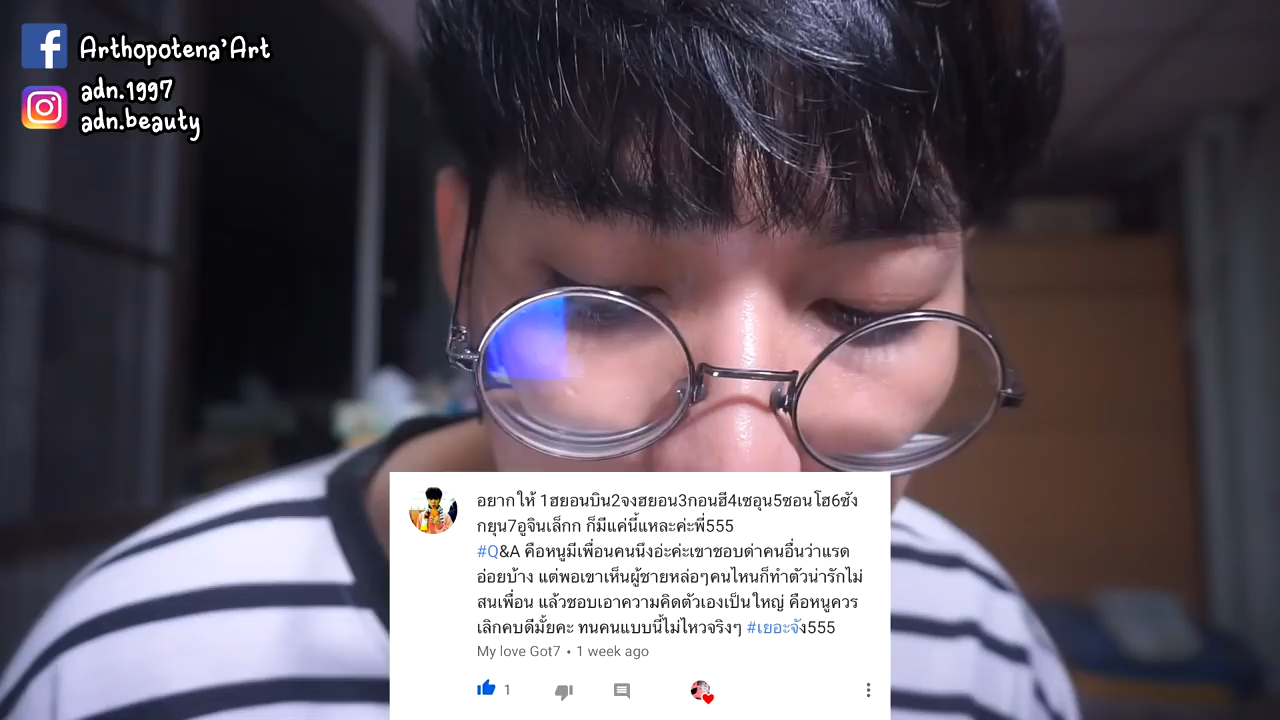 Arthopotena'Art
adn.1997
adn.beauty
อยากให้ 1ฮยอนบิน2จงฮยอน3กอนฮี4เซอุน5ซอนโฮ6ซัง
กยุน7อูจินเล็กก ก็มีแค่นี้แหละค่ะพี่555
#Q&A คือหนูมีเพื่อนคนนึงอ่ะค่ะเขาชอบด่าคนอื่นว่าแรด
อ่อยบ้าง แต่พอเขาเห็นผู้ชายหล่อๆคนไหนก็ทำตัวน่ารักไม่
สนเพื่อน แล้วชอบเอาความคิดตัวเองเป็นใหญ่ คือหนูควร
เลิกคบดีมั้ยคะ ทนคนแบบนี้ไม่ไหวจริงๆ #เยอะจัง555
My love Got7 • 1 week ago
1